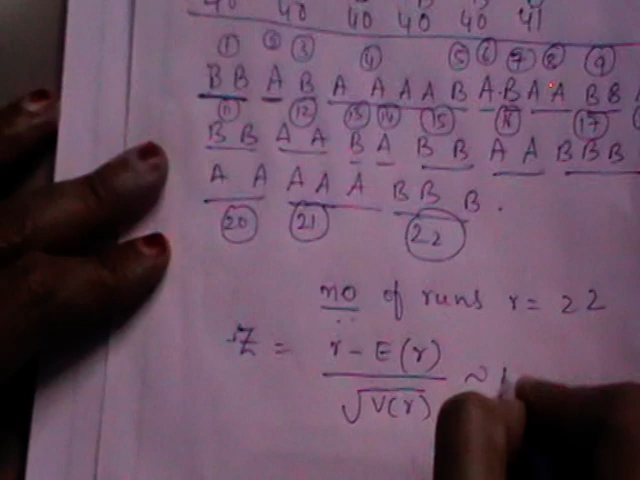 40 40 40 40 40 41
① ② ③ ④ ⑤ ⑥ ⑦ ⑧ ⑨
B B A B A A A A B A B A A B B
⑪ ⑫ ⑬ ⑭ ⑮ ⑰
B B A A B A B B A A B B B
A A A A A B B B .
⑳ ㉑ ㉒
no of runs r = 22
Z = r - E(r) / √V(r) ~